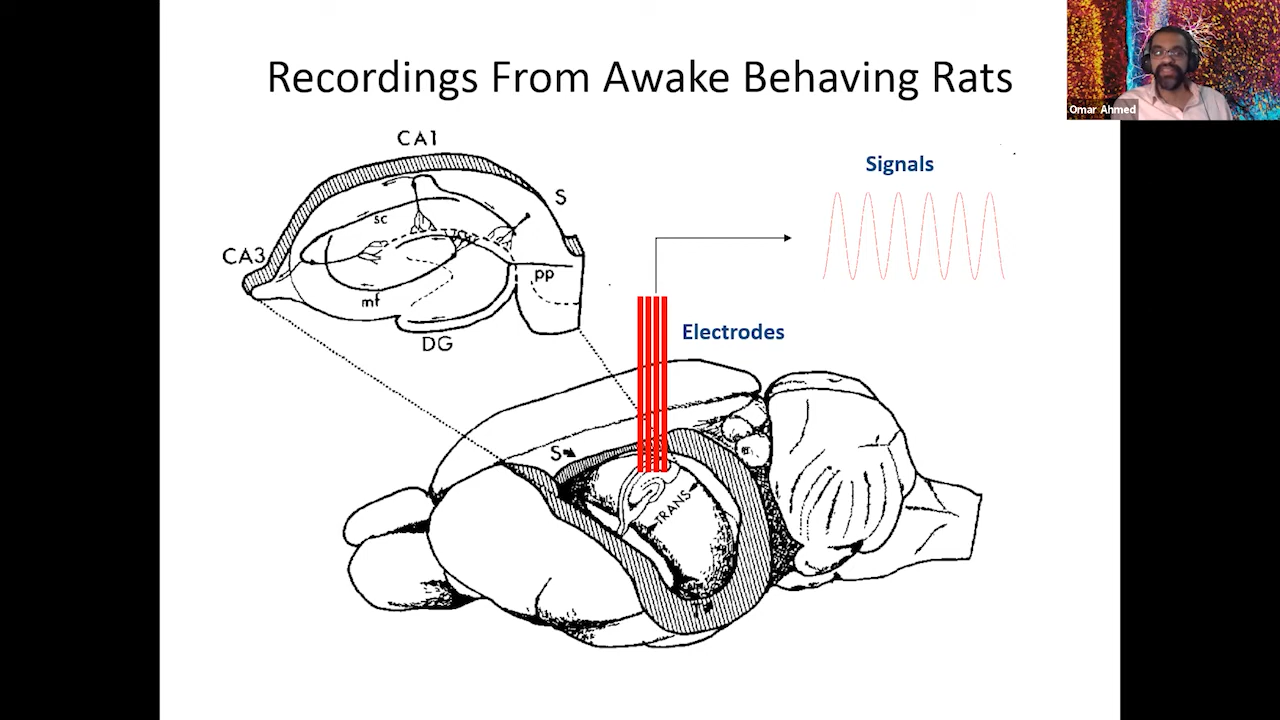 Recordings From Awake Behaving Rats
Omar Ahmed
CA1
Signals
S
sc
CA3
pp
mf
Electrodes
DG
S
TRANS